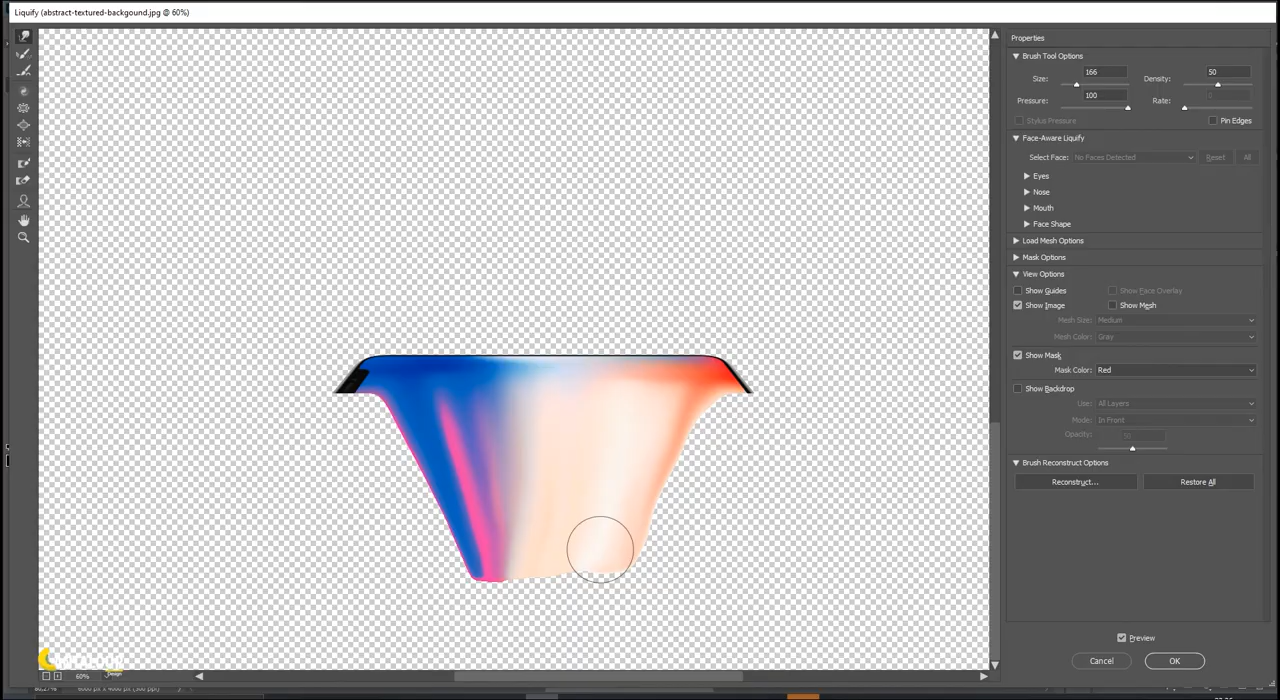 Liquify (abstract-textured-backgound.jpg @ 60%)
Properties
Brush Tool Options
Size: 166 Density: 50
Pressure: 100 Rate: 0
Stylus Pressure Pin Edges
Face-Aware Liquify
Select Face: No Faces Detected Reset All
Eyes
Nose
Mouth
Face Shape
Load Mesh Options
Mask Options
View Options
Show Guides Show Face Overlay
Show Image Show Mesh
Mesh Size: Medium
Mesh Color: Gray
Show Mask
Mask Color: Red
Show Backdrop
Use: All Layers
Mode: In Front
Opacity: 50
Brush Reconstruct Options
Reconstruct... Restore All
Preview
Cancel OK
60%